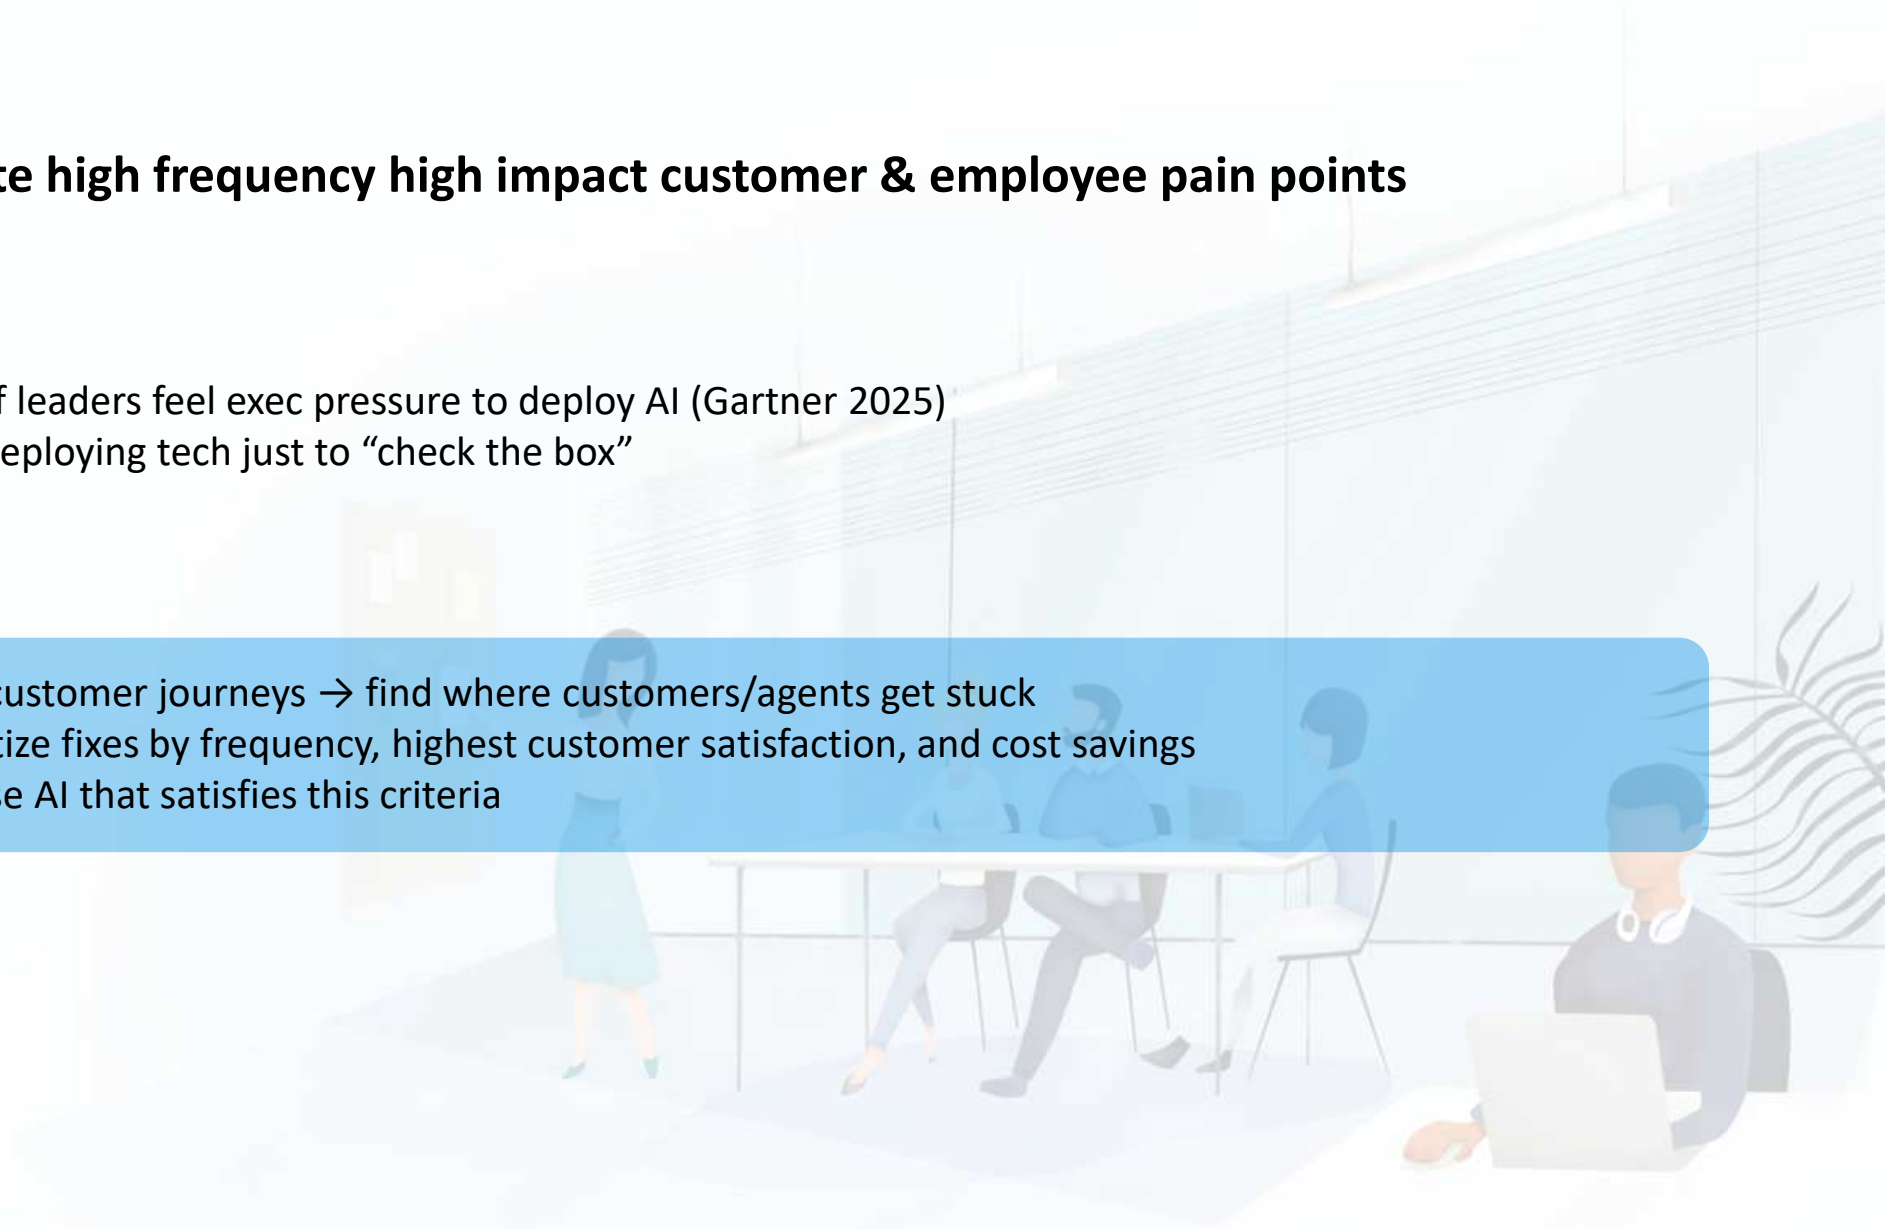 te high frequency high impact customer & employee pain points
f leaders feel exec pressure to deploy AI (Gartner 2025)
eploying tech just to “check the box”
customer journeys → find where customers/agents get stuck
tize fixes by frequency, highest customer satisfaction, and cost savings
se AI that satisfies this criteria